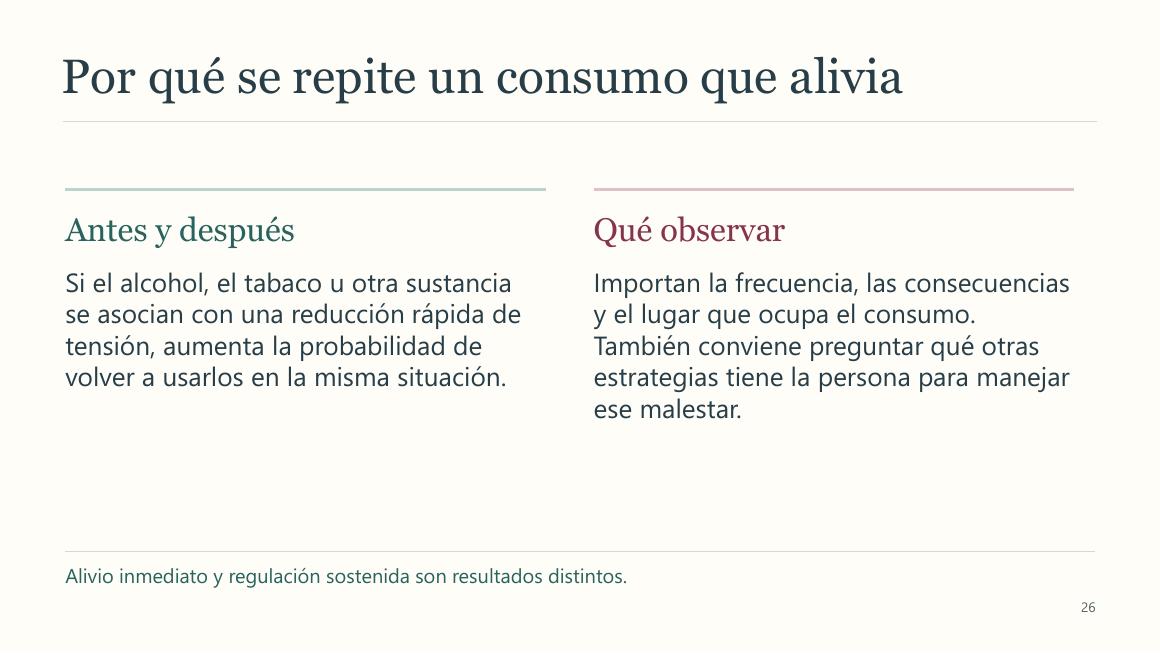 Por qué se repite un consumo que alivia
Antes y después
Si el alcohol, el tabaco u otra sustancia
se asocian con una reducción rápida de
tensión, aumenta la probabilidad de
volver a usarlos en la misma situación.
Qué observar
Importan la frecuencia, las consecuencias
y el lugar que ocupa el consumo.
También conviene preguntar qué otras
estrategias tiene la persona para manejar
ese malestar.
Alivio inmediato y regulación sostenida son resultados distintos.
26